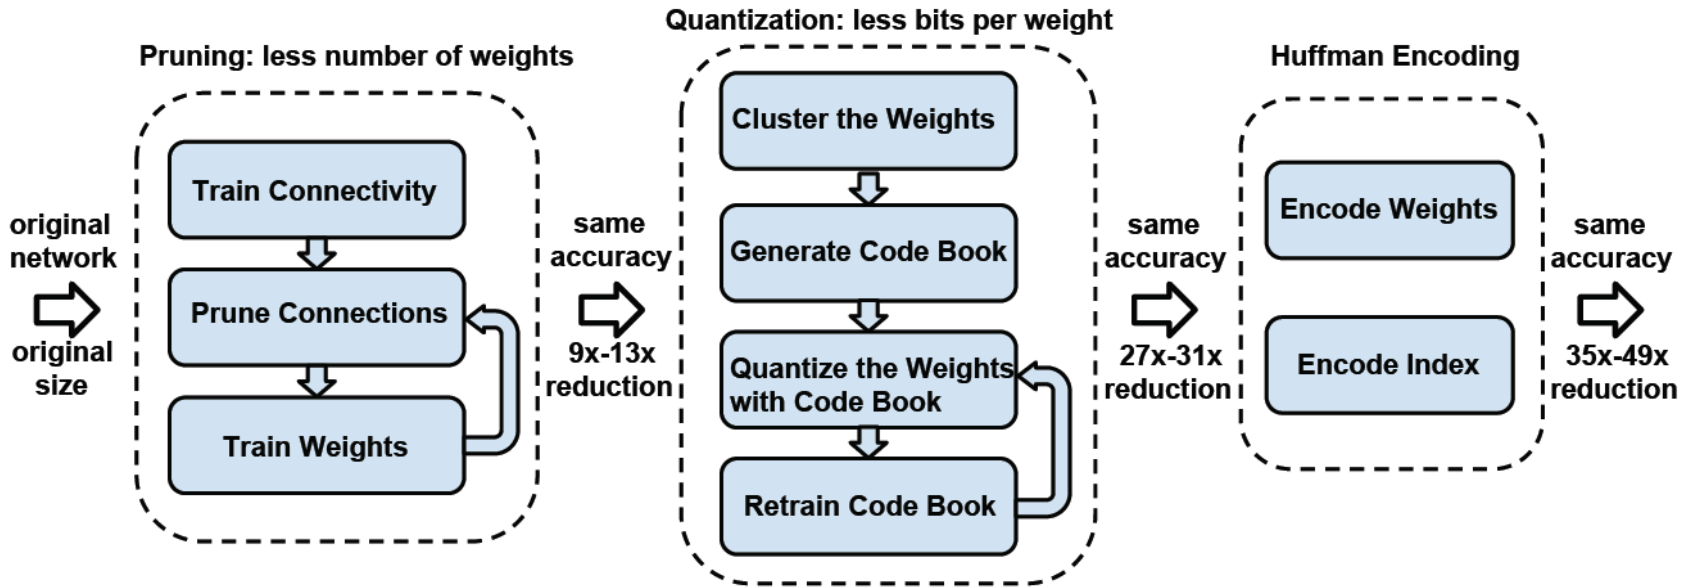 original
network
original
size
Pruning: less number of weights
Train Connectivity
Prune Connections
Train Weights
same
accuracy
9x-13x
reduction
Quantization: less bits per weight
Cluster the Weights
Generate Code Book
Quantize the Weights
with Code Book
Retrain Code Book
same
accuracy
27x-31x
reduction
Huffman Encoding
Encode Weights
Encode Index
same
accuracy
35x-49x
reduction